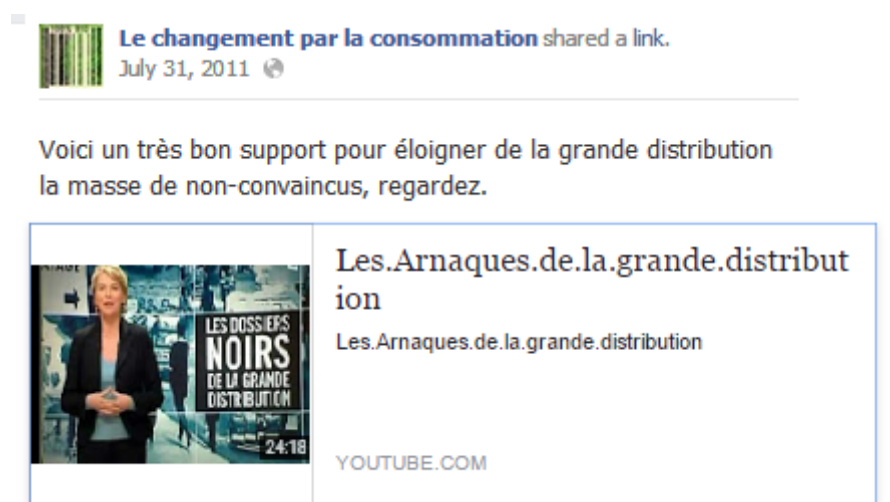 Le changement par la consommation shared a link.
July 31, 2011
Voici un très bon support pour éloigner de la grande distribution
la masse de non-convaincus, regardez.
Les.Arnaques.de.la.grande.distribut
ion
Les.Arnaques.de.la.grande.distribution
LES DOSSIERS
NOIRS
DE LA GRANDE
DISTRIBUTION
24:18
YOUTUBE.COM